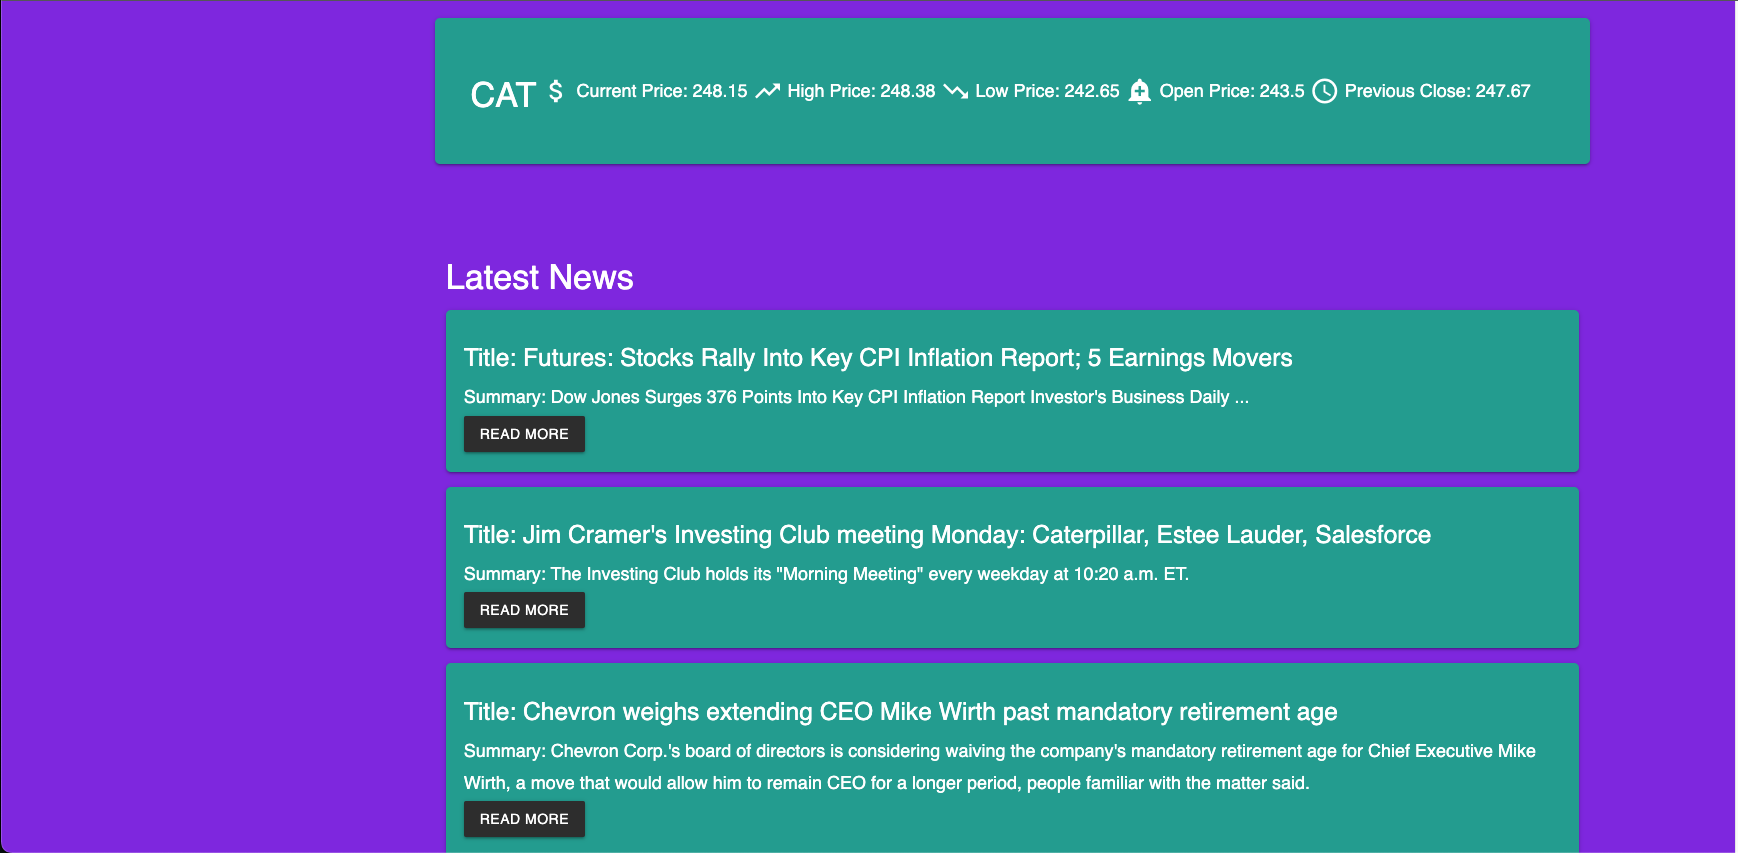 CAT $ Current Price: 248.15 High Price: 248.38 Low Price: 242.65 Open Price: 243.5 Previous Close: 247.67
Latest News
Title: Futures: Stocks Rally Into Key CPI Inflation Report; 5 Earnings Movers
Summary: Dow Jones Surges 376 Points Into Key CPI Inflation Report Investor's Business Daily ...
READ MORE
Title: Jim Cramer's Investing Club meeting Monday: Caterpillar, Estee Lauder, Salesforce
Summary: The Investing Club holds its "Morning Meeting" every weekday at 10:20 a.m. ET.
READ MORE
Title: Chevron weighs extending CEO Mike Wirth past mandatory retirement age
Summary: Chevron Corp.'s board of directors is considering waiving the company's mandatory retirement age for Chief Executive Mike
Wirth, a move that would allow him to remain CEO for a longer period, people familiar with the matter said.
READ MORE